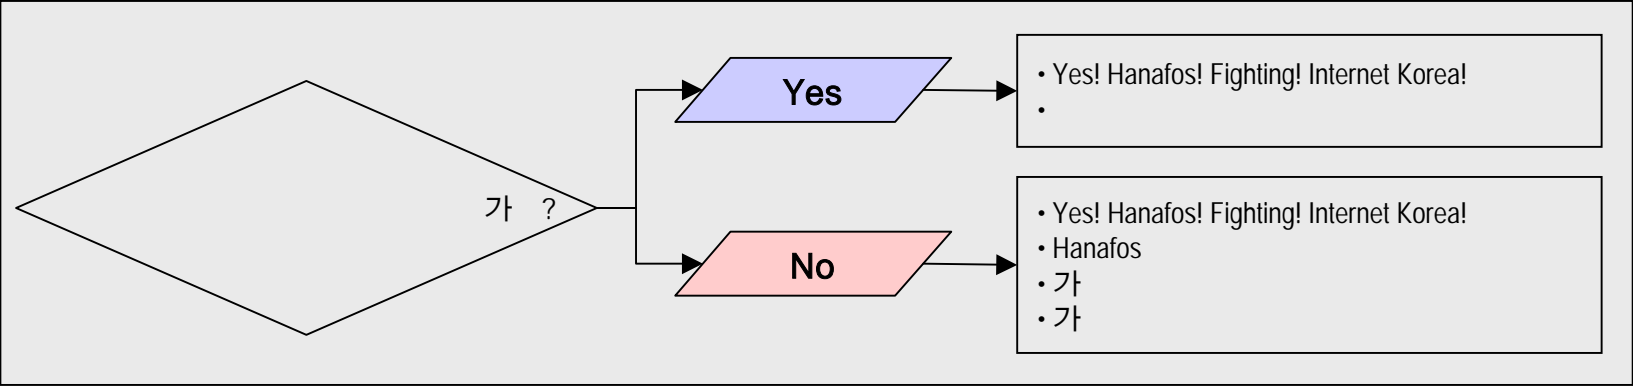 가 ?
Yes
• Yes! Hanafos! Fighting! Internet Korea!
•
No
• Yes! Hanafos! Fighting! Internet Korea!
• Hanafos
• 가
• 가